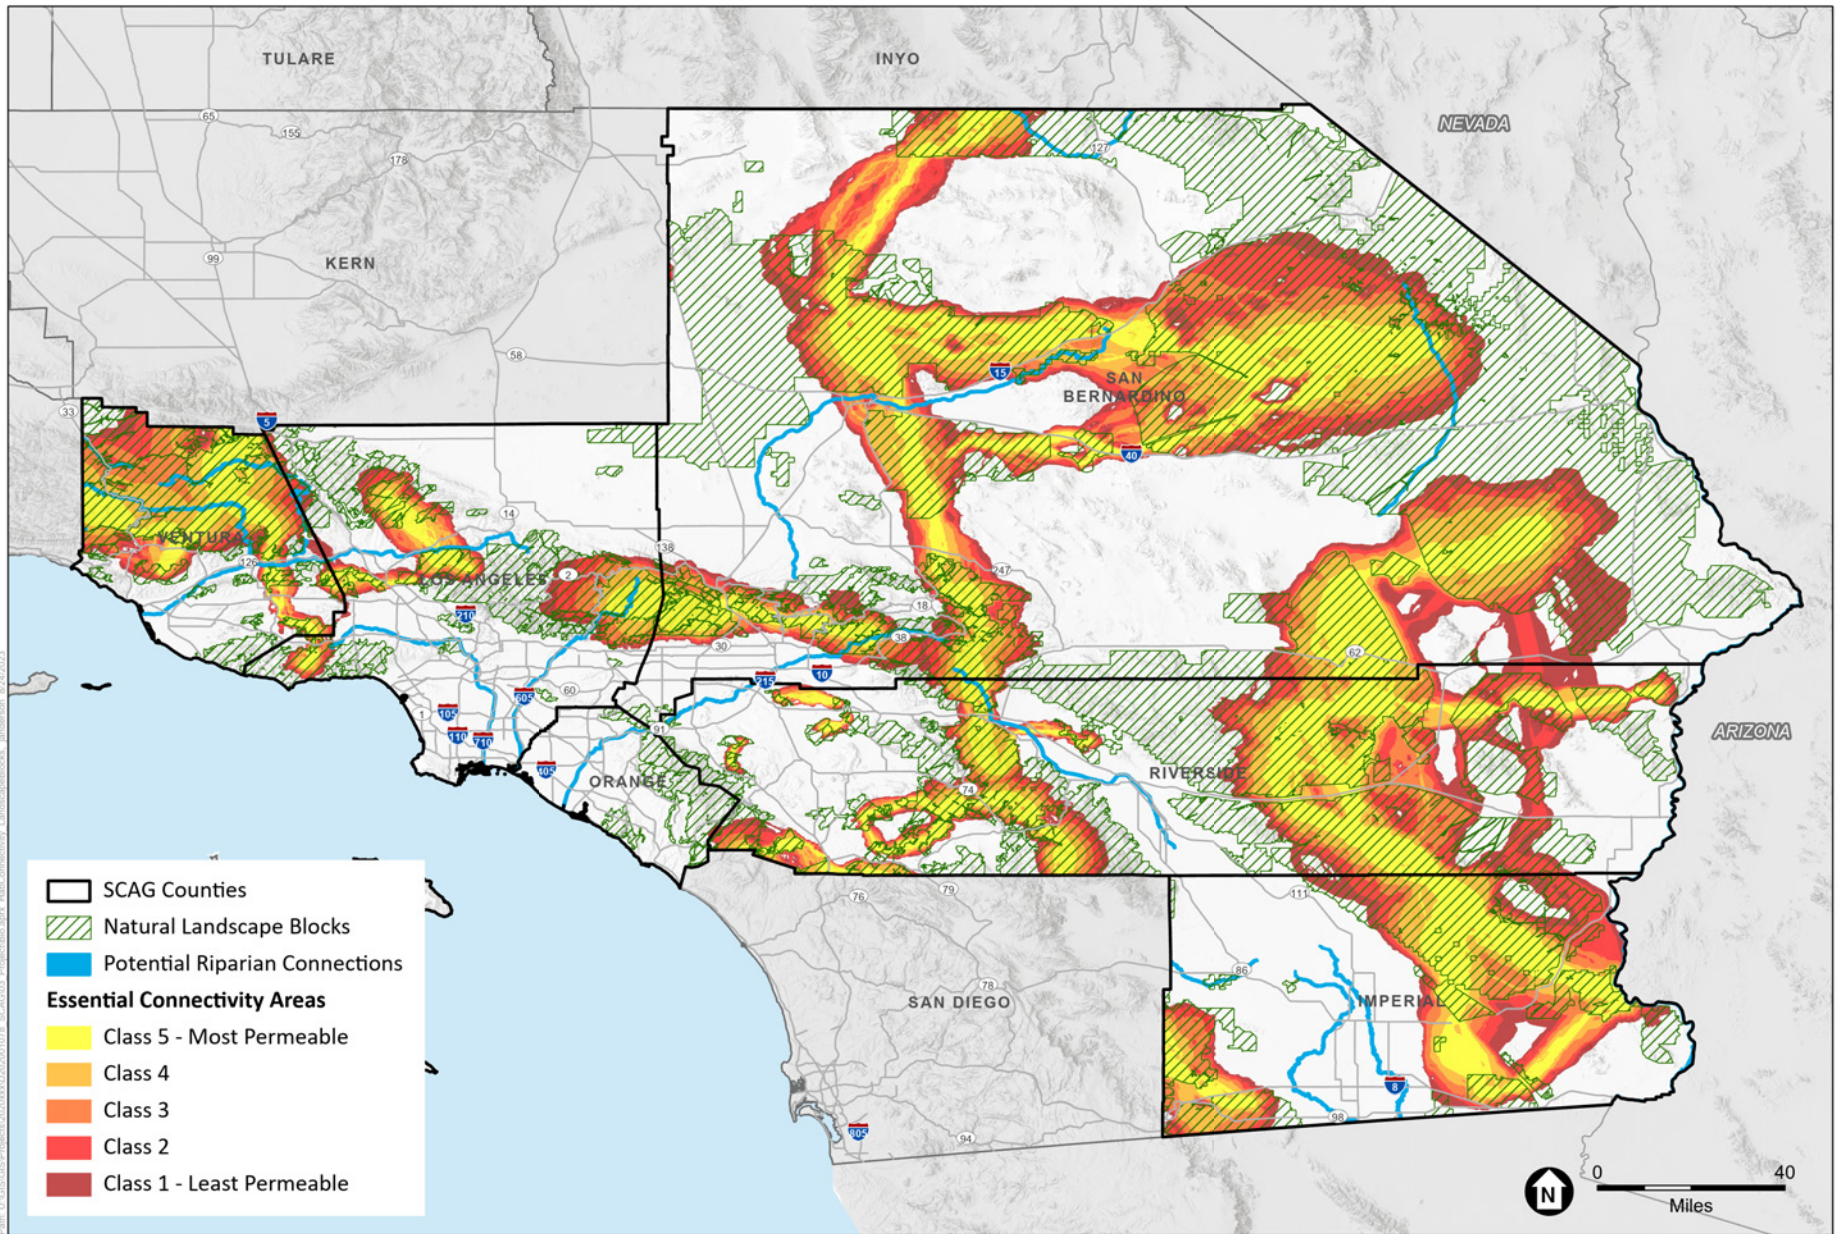 TULARE
INYO
NEVADA
65
155
127
178
99
KERN
58
15
SAN
BERNARDINO
33
5
40
14
VENTURA
126
138
2
LOS ANGELES
247
18
210
38
30
62
215
10
60
605
1
105
91
110
710
ARIZONA
405
ORANGE
RIVERSIDE
74
SCAG Counties
Natural Landscape Blocks
Potential Riparian Connections
Essential Connectivity Areas
Class 5 - Most Permeable
Class 4
Class 3
Class 2
Class 1 - Least Permeable
76
79
111
86
78
SAN DIEGO
IMPERIAL
8
98
805
94
N
0
40
Miles